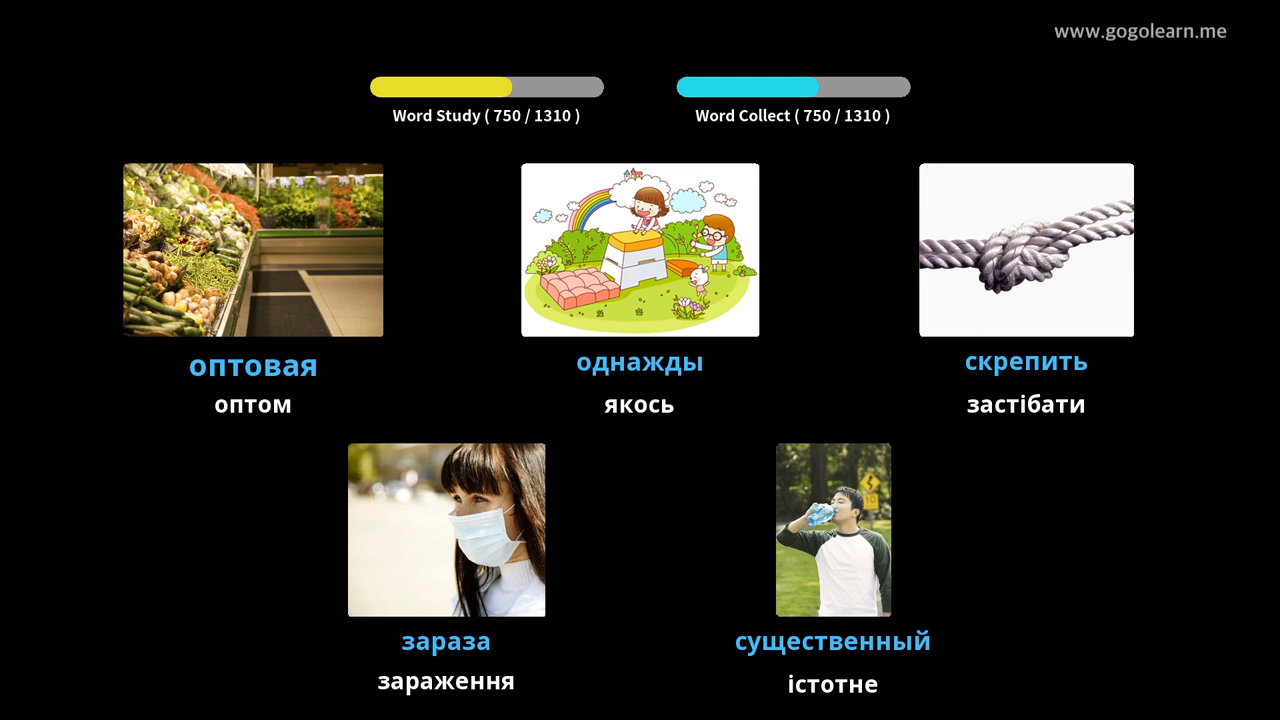 www.gogolearn.me
Word Study ( 750 / 1310 )
Word Collect ( 750 / 1310 )
оптовая
оптом
однажды
якось
скрепить
застібати
зараза
зараження
существенный
істотне